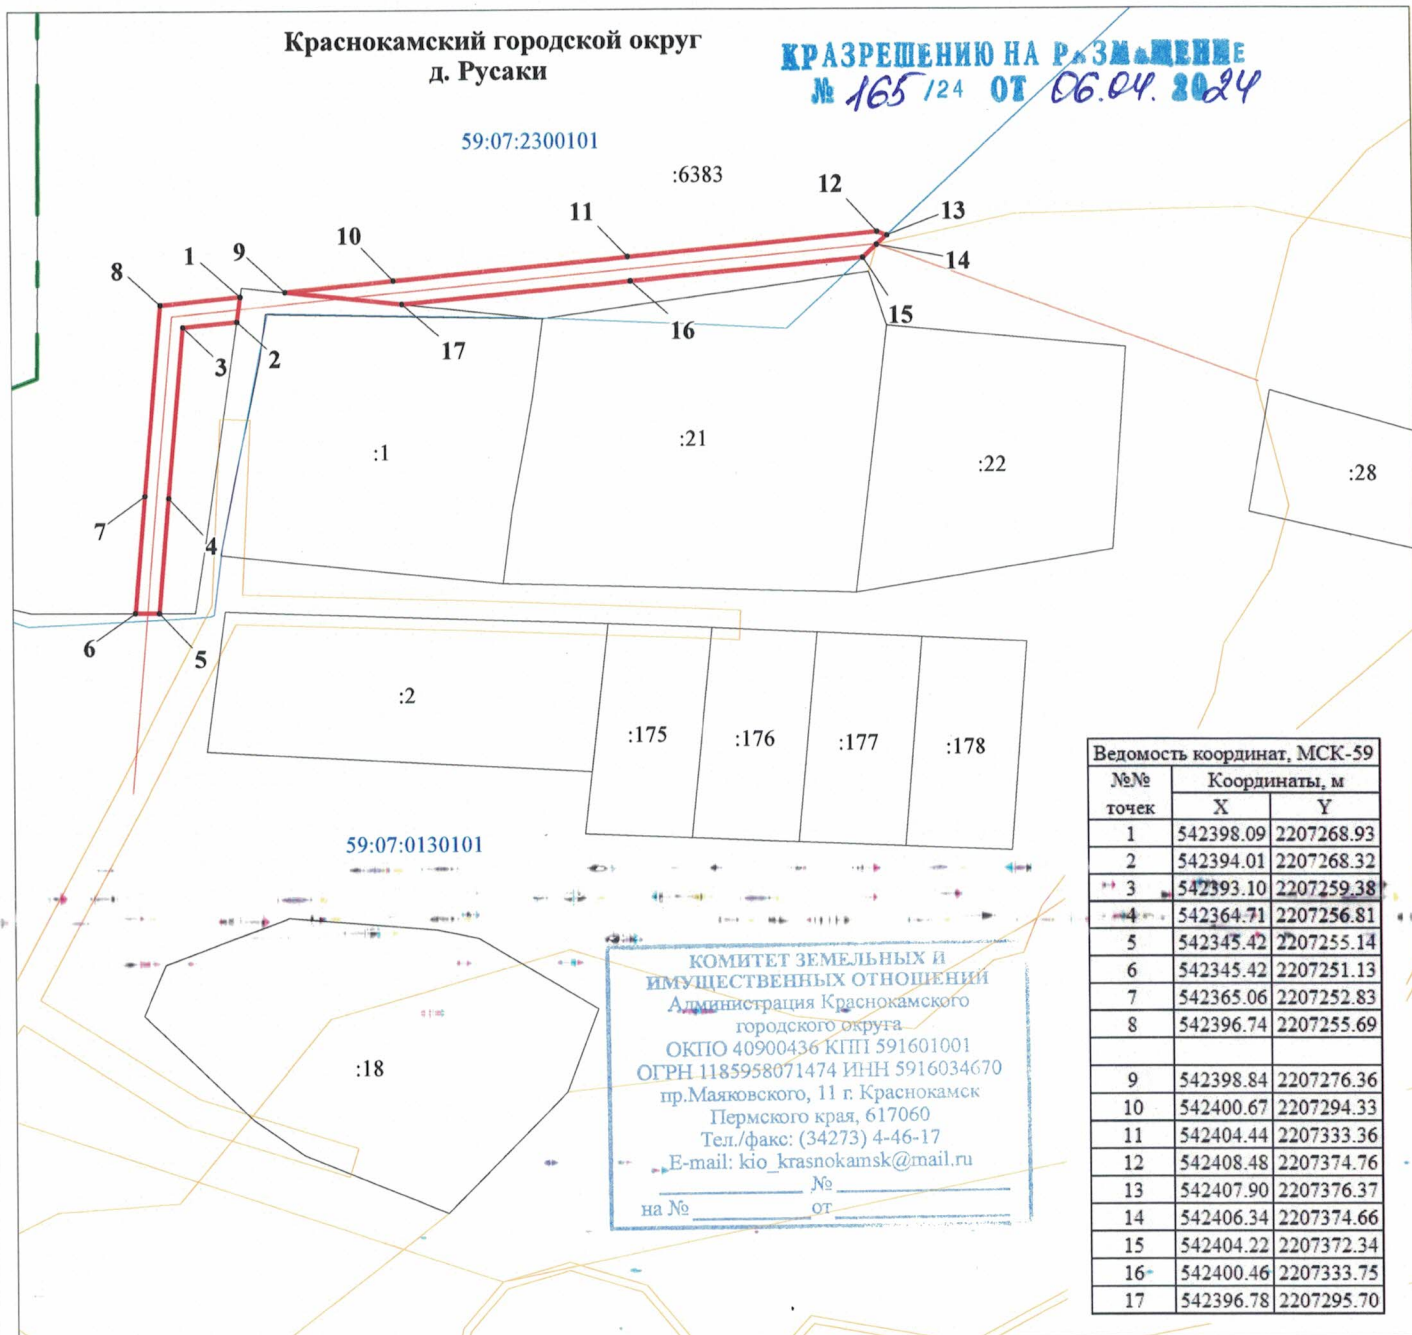 Краснокамский городской округ
д. Русаки
К РАЗРЕШЕНИЮ НА РАЗМЕЩЕНИЕ
№ 165 /24 ОТ 06.04. 2024
59:07:2300101
:6383
12
13
11
10
14
9
1
8
15
16
17
2
3
:1
:21
:22
:28
7
4
6
5
:2
:175
:176
:177
:178
59:07:0130101
:18
Ведомость координат, МСК-59
№№ точек Координаты, м
X Y
1 542398.09 2207268.93
2 542394.01 2207268.32
3 542393.10 2207259.38
4 542364.71 2207256.81
5 542345.42 2207255.14
6 542345.42 2207251.13
7 542365.06 2207252.83
8 542396.74 2207255.69
9 542398.84 2207276.36
10 542400.67 2207294.33
11 542404.44 2207333.36
12 542408.48 2207374.76
13 542407.90 2207376.37
14 542406.34 2207374.66
15 542404.22 2207372.34
16 542400.46 2207333.75
17 542396.78 2207295.70
КОМИТЕТ ЗЕМЕЛЬНЫХ И
ИМУЩЕСТВЕННЫХ ОТНОШЕНИЙ
Администрация Краснокамского
городского округа
ОКПО 40900436 КПП 591601001
ОГРН 1185958071474 ИНН 5916034670
пр.Маяковского, 11 г. Краснокамск
Пермского края, 617060
Тел./факс: (34273) 4-46-17
E-mail: kio_krasnokamsk@mail.ru
№
на № от